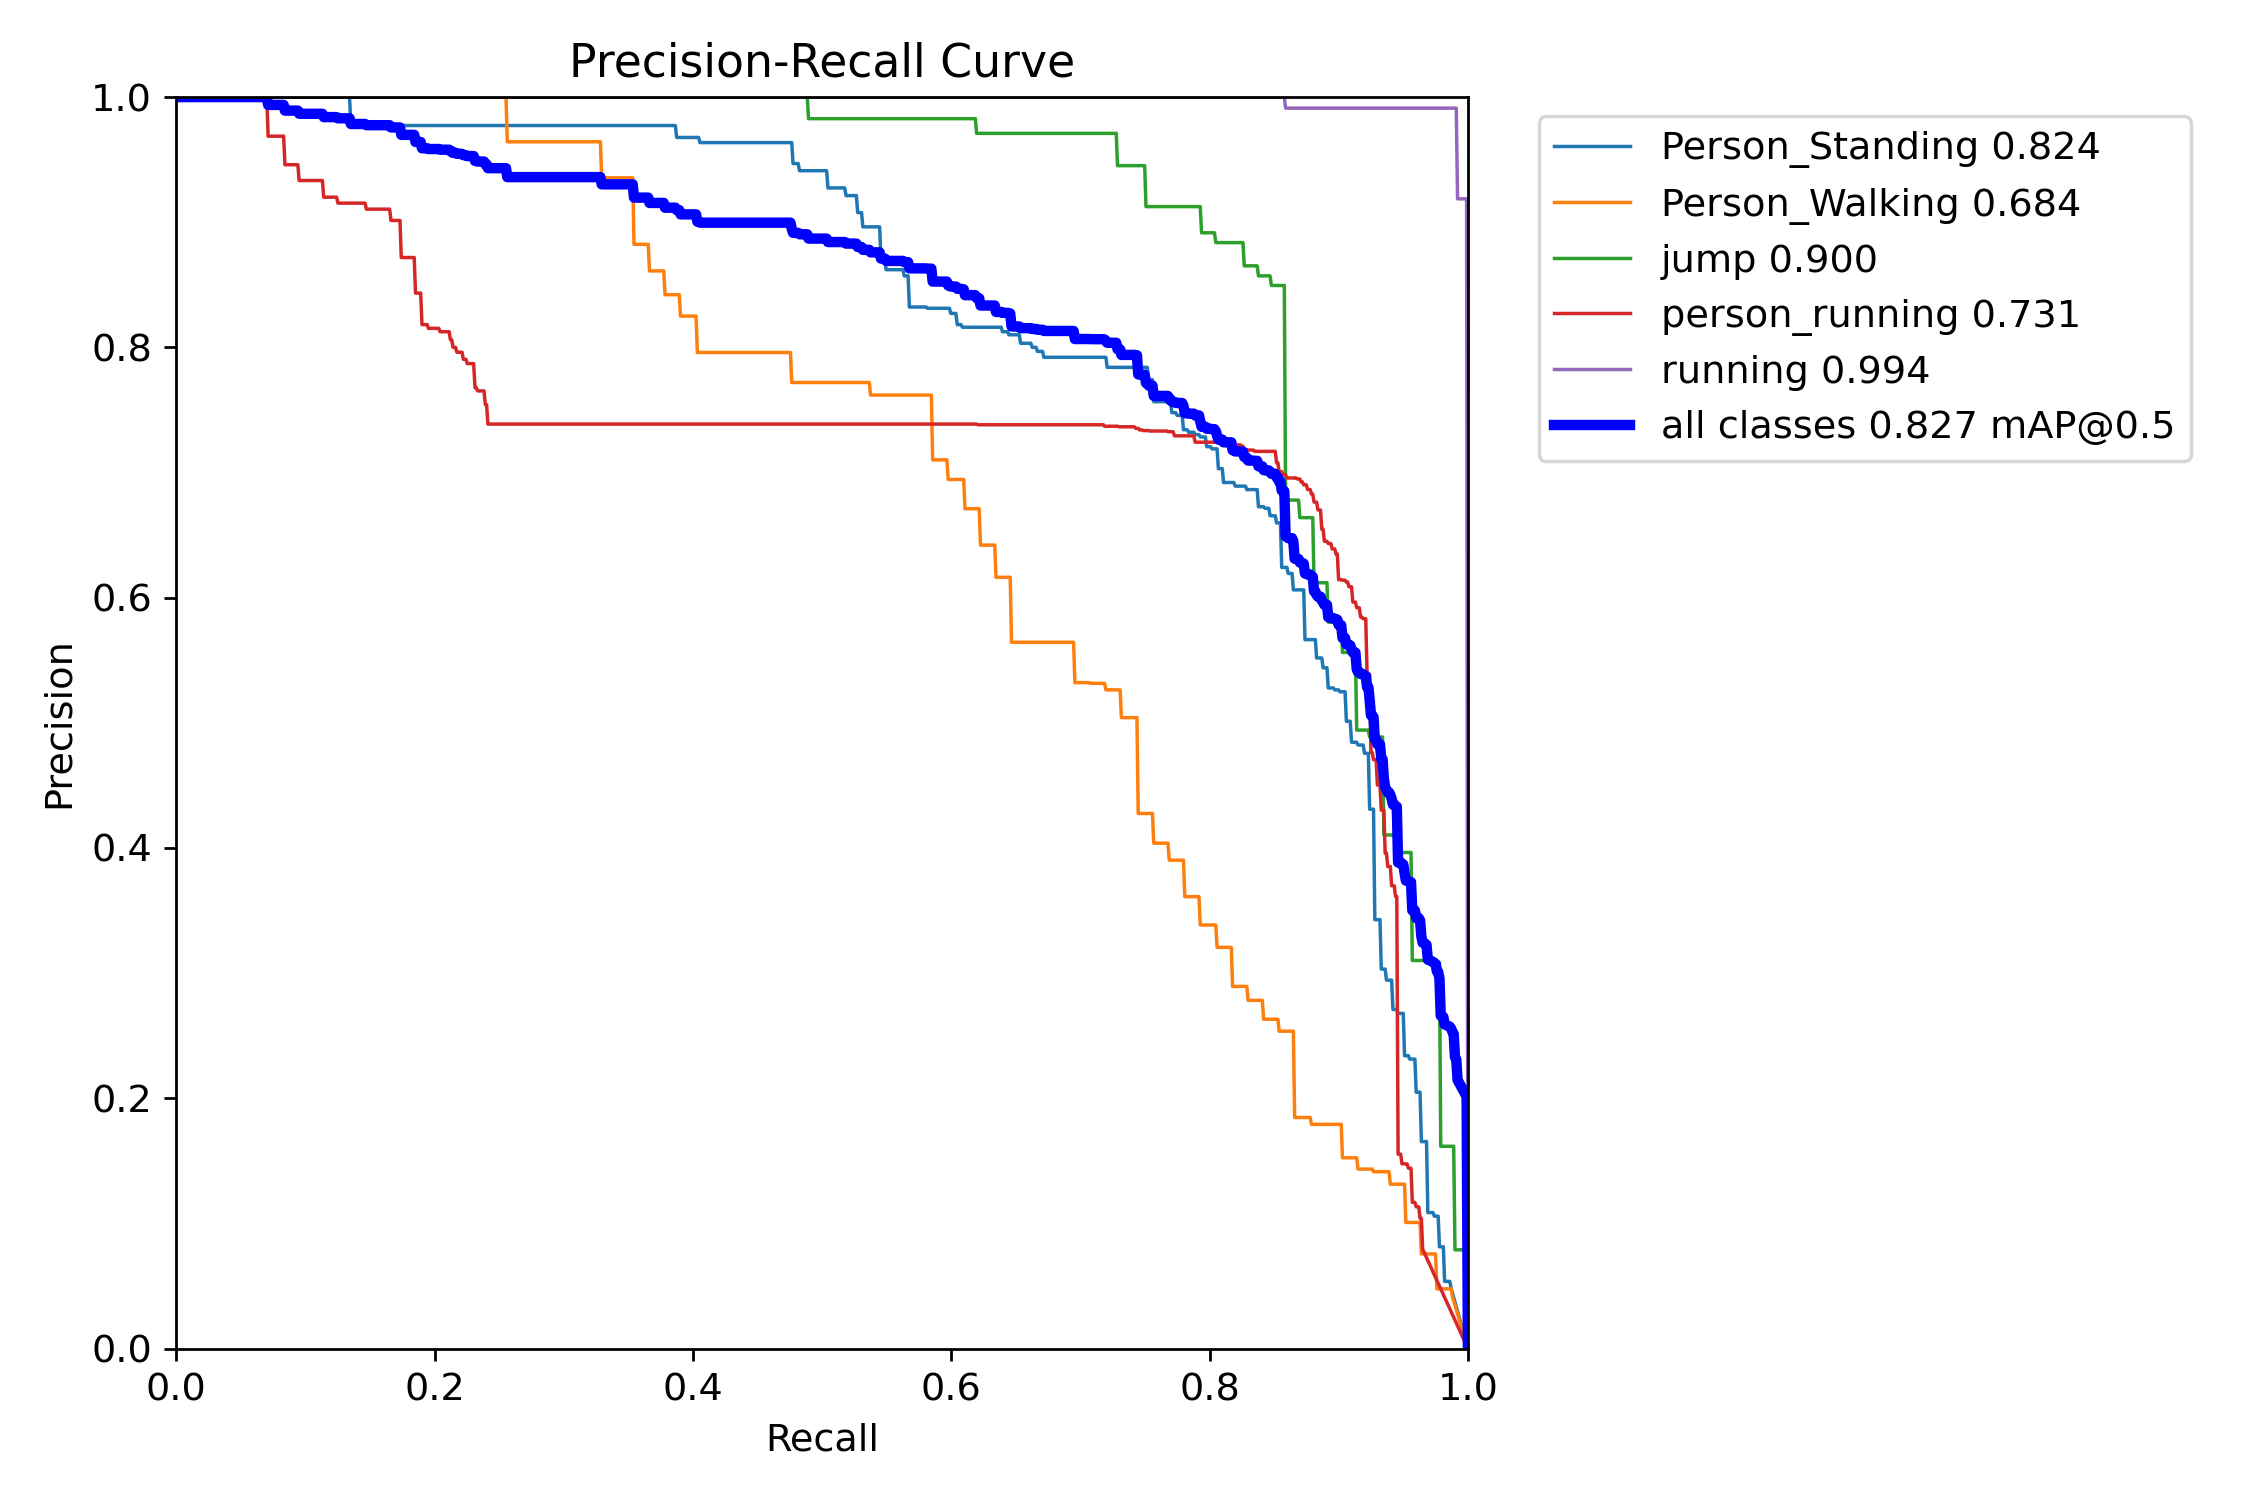 Precision-Recall Curve
1.0
0.8
0.6
0.4
0.2
0.0
Precision
0.0 0.2 0.4 0.6 0.8 1.0
Recall
Person_Standing 0.824
Person_Walking 0.684
jump 0.900
person_running 0.731
running 0.994
all classes 0.827 mAP@0.5